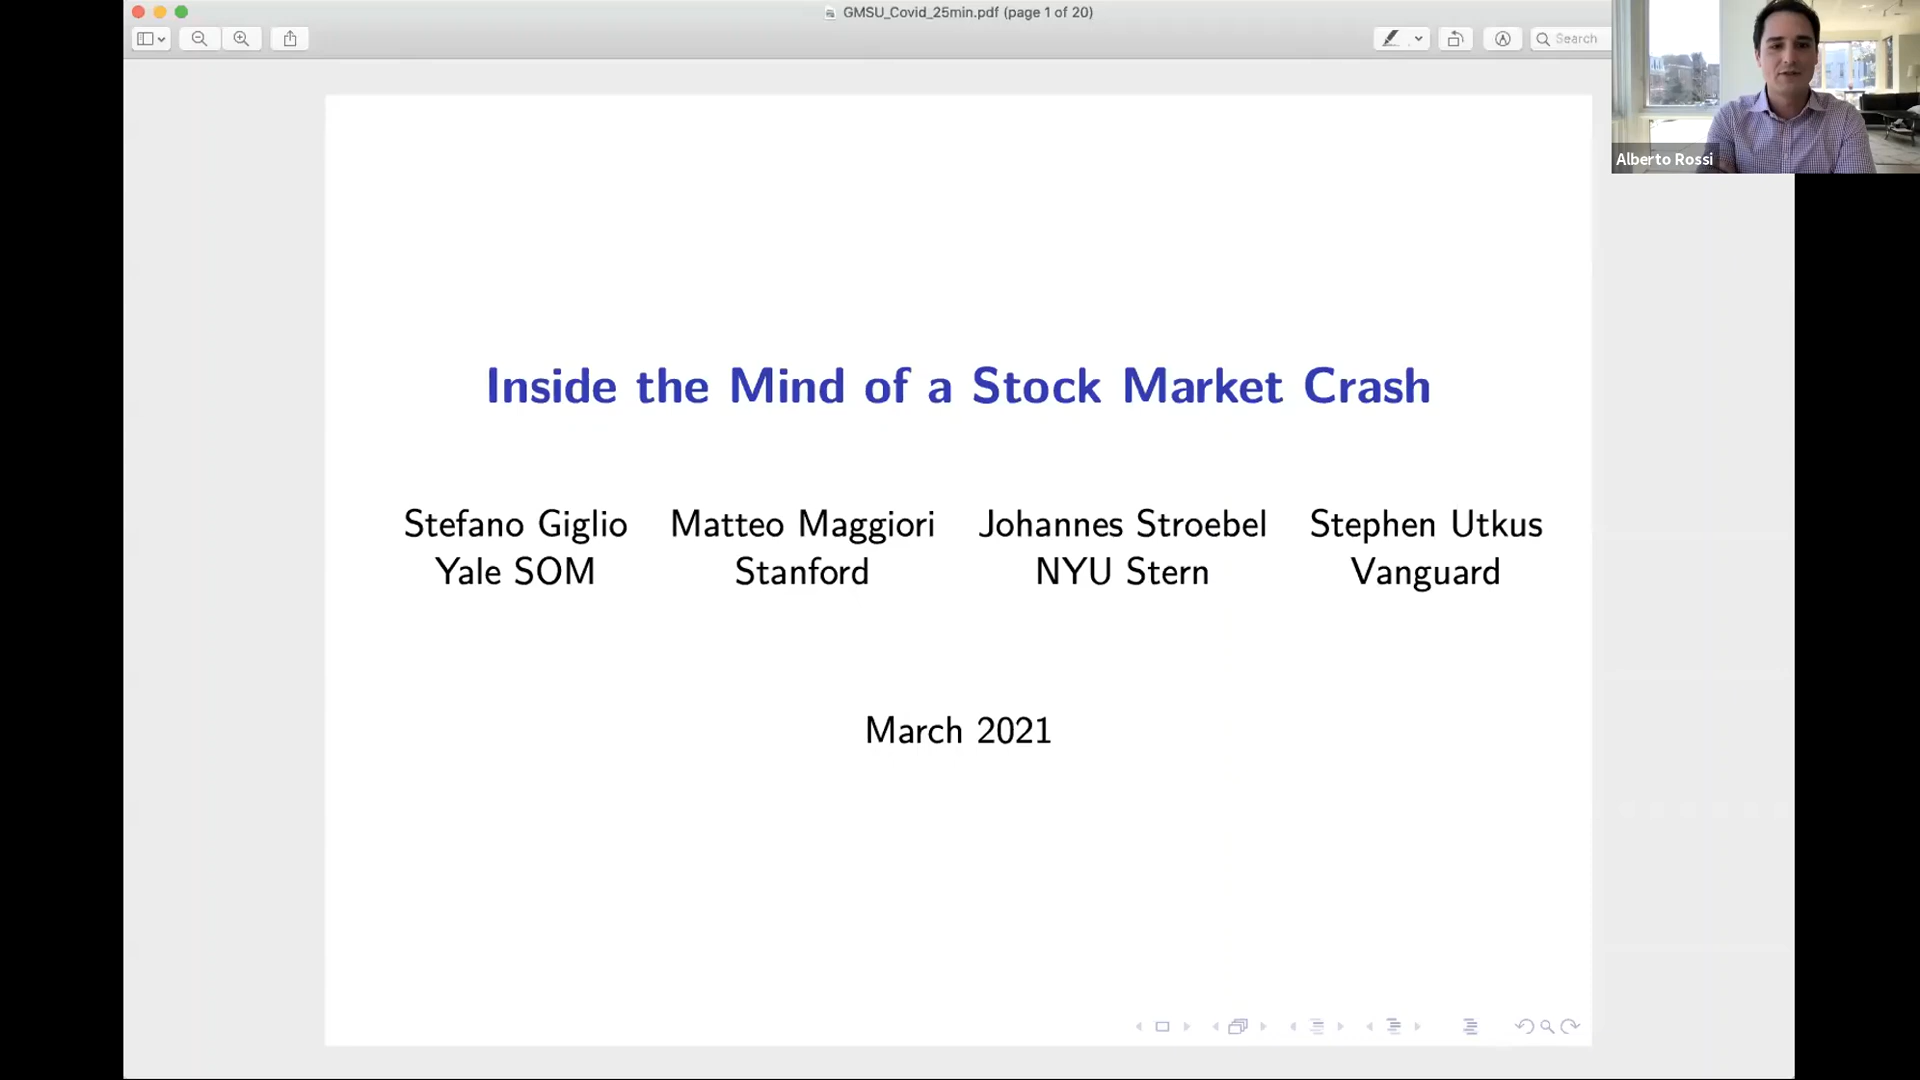 GMSU_Covid_25min.pdf (page 1 of 20)
Search
Alberto Rossi
Inside the Mind of a Stock Market Crash
Stefano Giglio Matteo Maggiori Johannes Stroebel Stephen Utkus
Yale SOM Stanford NYU Stern Vanguard
March 2021